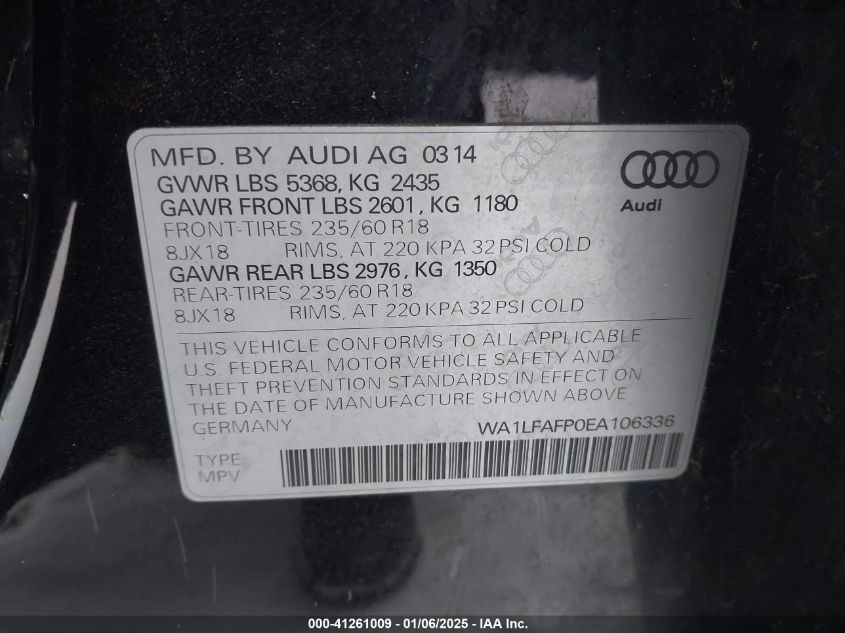 MFD. BY AUDI AG 0314
GVWR LBS 5368, KG 2435
GAWR FRONT LBS 2601, KG 1180
FRONT-TIRES 235/60 R18
8JX18 RIMS, AT 220 KPA 32 PSI COLD
GAWR REAR LBS 2976, KG 1350
REAR-TIRES 235/60 R18
8JX18 RIMS, AT 220 KPA 32 PSI COLD
Audi
THIS VEHICLE CONFORMS TO ALL APPLICABLE
U.S. FEDERAL MOTOR VEHICLE SAFETY AND
THEFT PREVENTION STANDARDS IN EFFECT ON
THE DATE OF MANUFACTURE SHOWN ABOVE
GERMANY WA1LFAFP0EA106336
TYPE
MPV
000-41261009 - 01/06/2025 - IAA Inc.